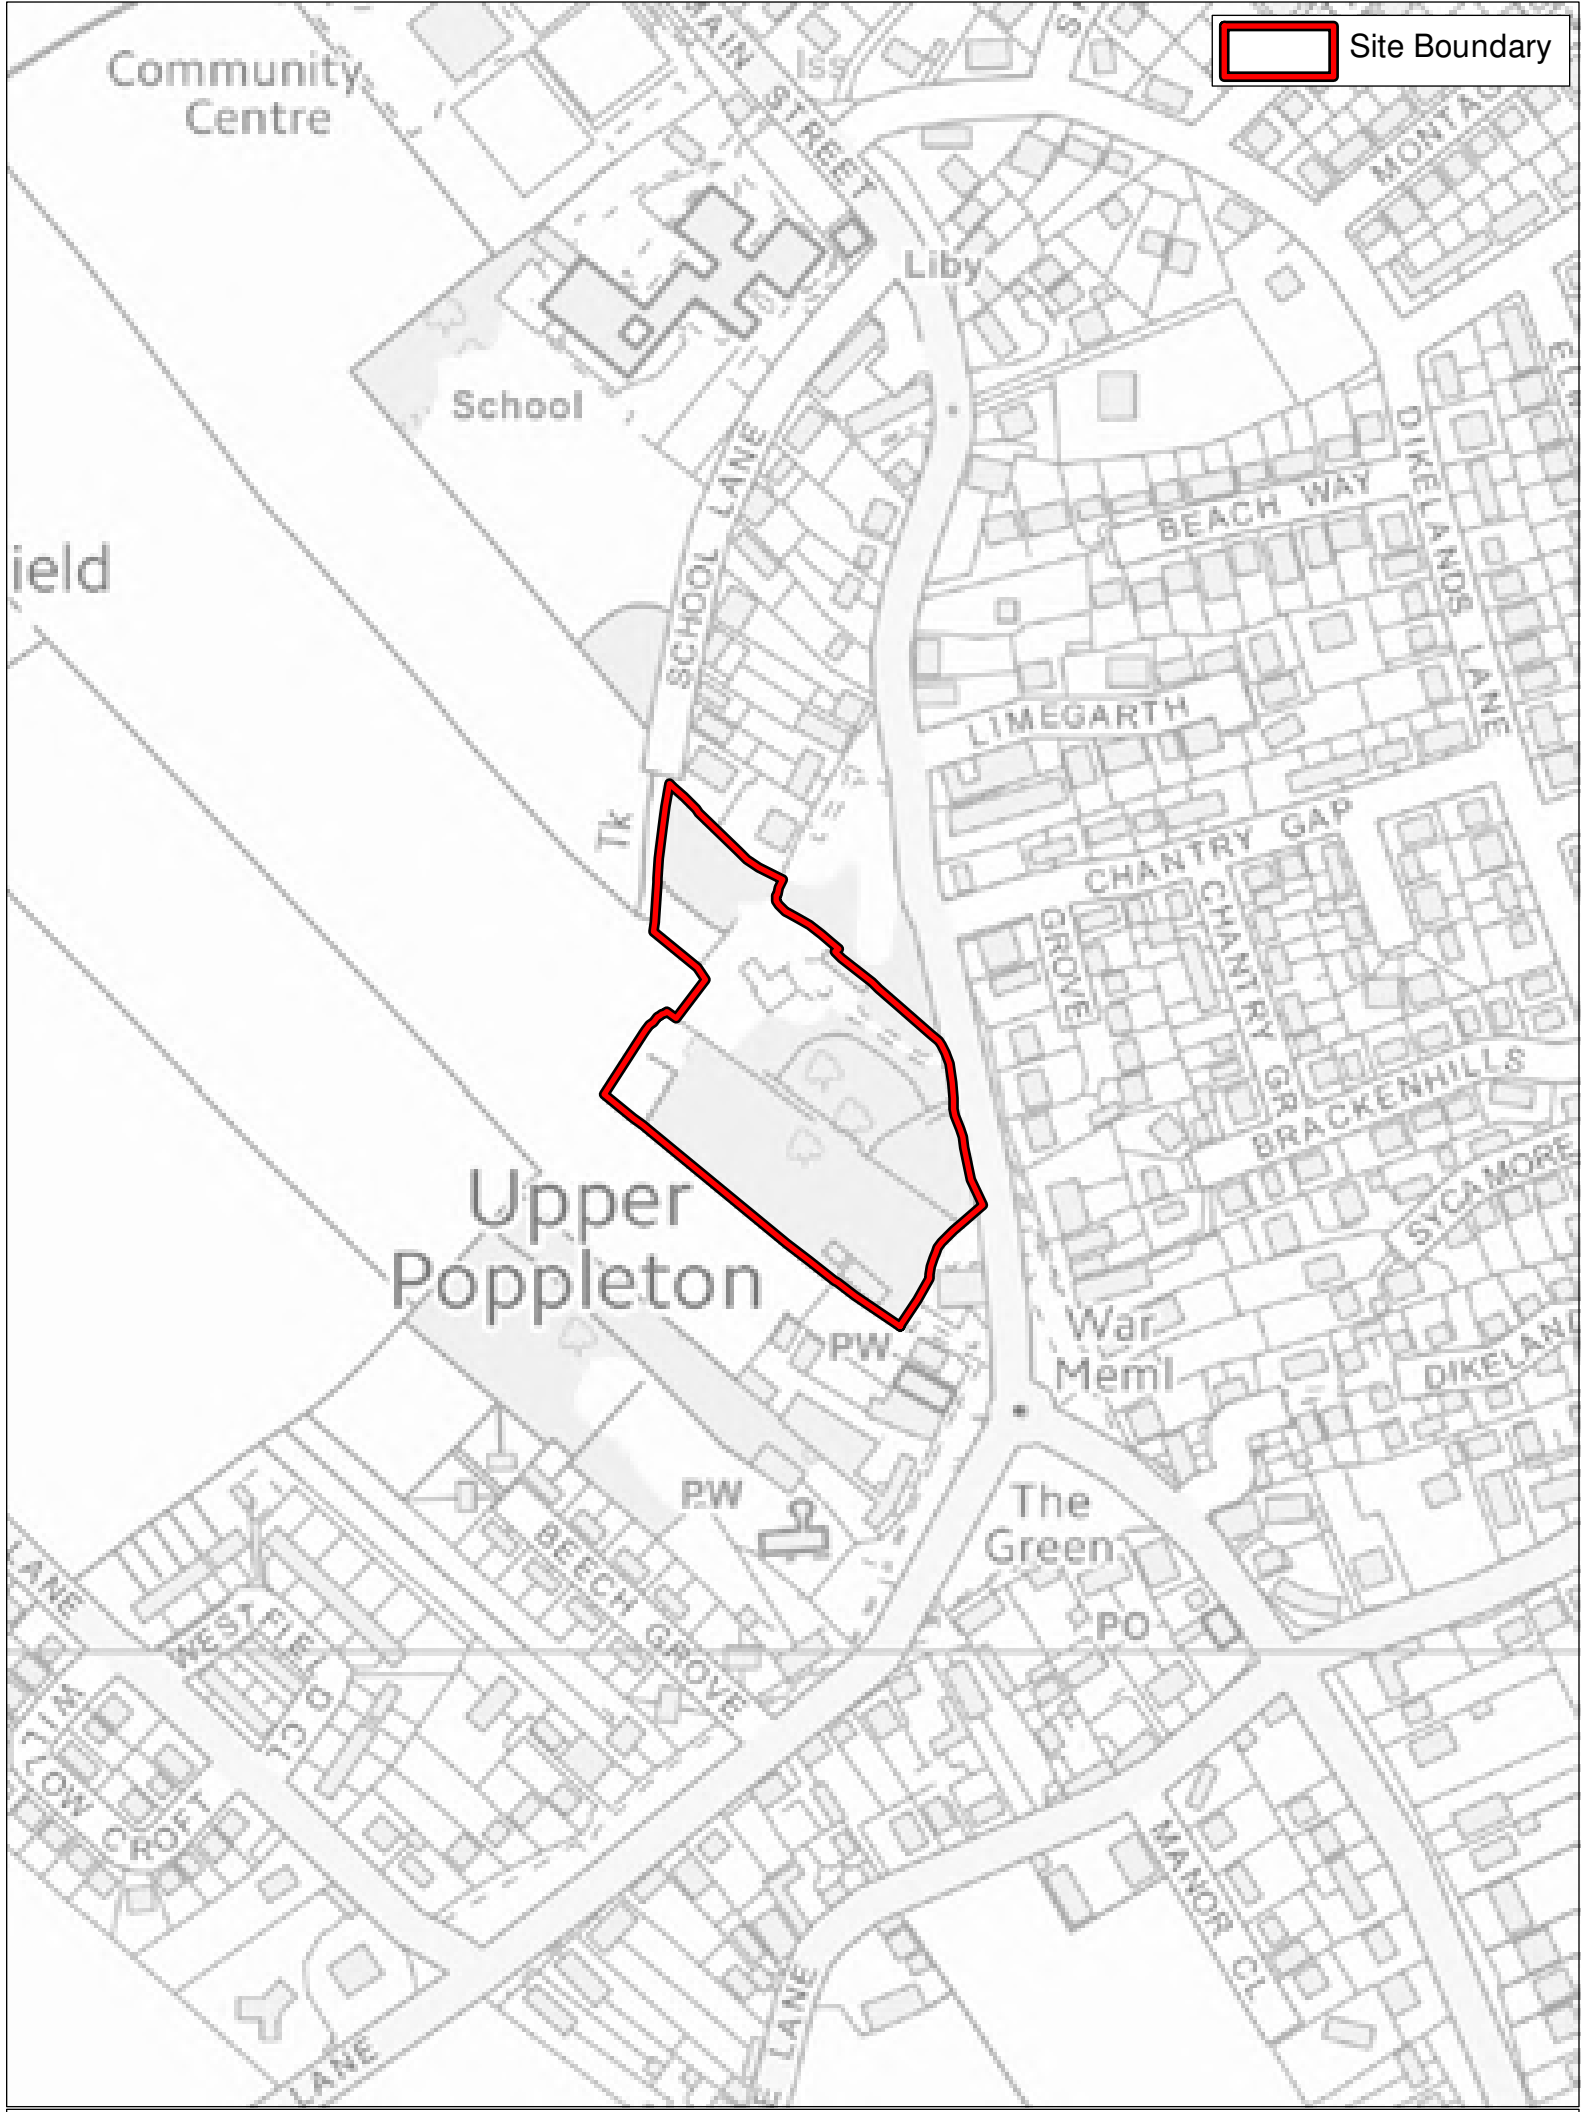 Site Boundary
Community
Centre
MAIN STREET
Iss
MONTAG
Liby
School
SCHOOL LANE
BEACH WAY
DIKELANDS LANE
ield
LIMEGARTH
Tk
CHANTRY GAP
GROVE
CHANTRY GR
BRACKENHILLS
SYCAMORE
Upper
Poppleton
War
Meml
DIKELAND
PW
PW
The
Green
BEECH GROVE
PO
LANE
WESTFIELD CL
WILLOW CROFT
MANOR CL
LANE
E LANE